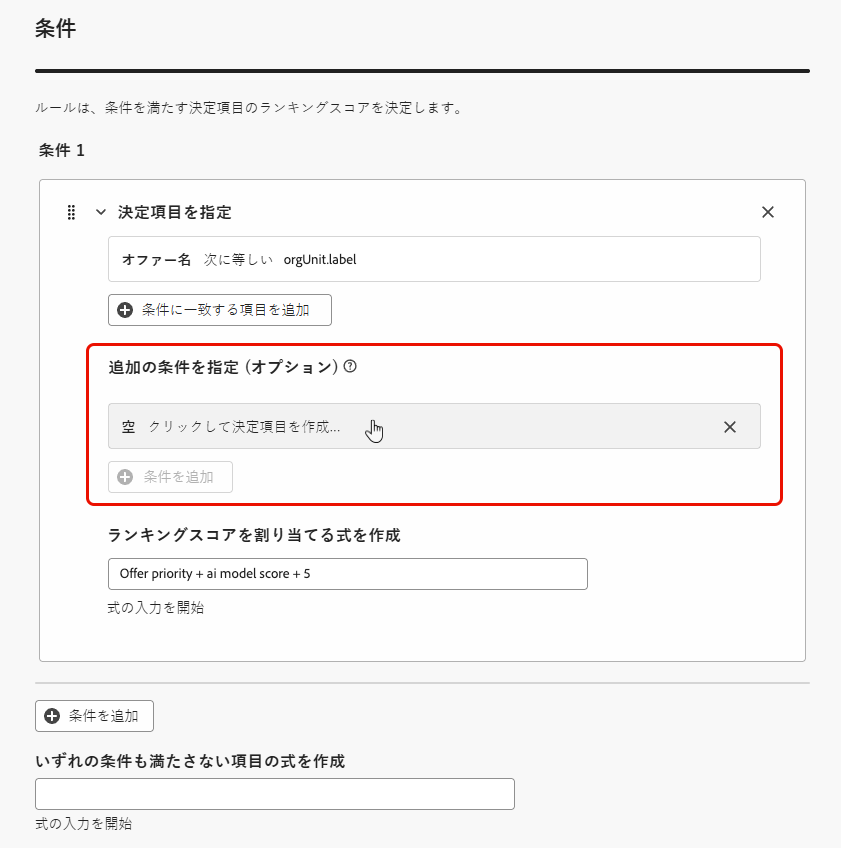 条件
ルールは、条件を満たす決定項目のランキングスコアを決定します。
条件 1
決定項目を指定
オファー名 次に等しい orgUnit.label
条件に一致する項目を追加
追加の条件を指定 (オプション)
空 クリックして決定項目を作成...
条件を追加
ランキングスコアを割り当てる式を作成
Offer priority + ai model score + 5
式の入力を開始
条件を追加
いずれの条件も満たさない項目の式を作成
式の入力を開始